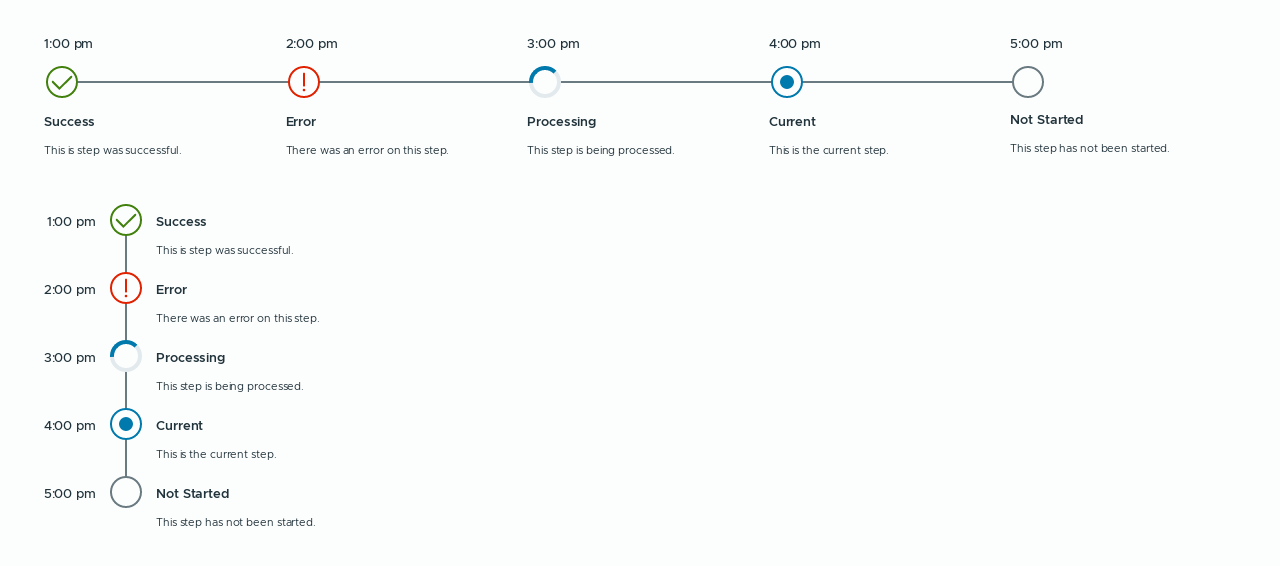 1:00 pm 2:00 pm 3:00 pm 4:00 pm 5:00 pm
Success Error Processing Current Not Started
This is step was successful. There was an error on this step. This step is being processed. This is the current step. This step has not been started.
1:00 pm Success
This is step was successful.
2:00 pm Error
There was an error on this step.
3:00 pm Processing
This step is being processed.
4:00 pm Current
This is the current step.
5:00 pm Not Started
This step has not been started.